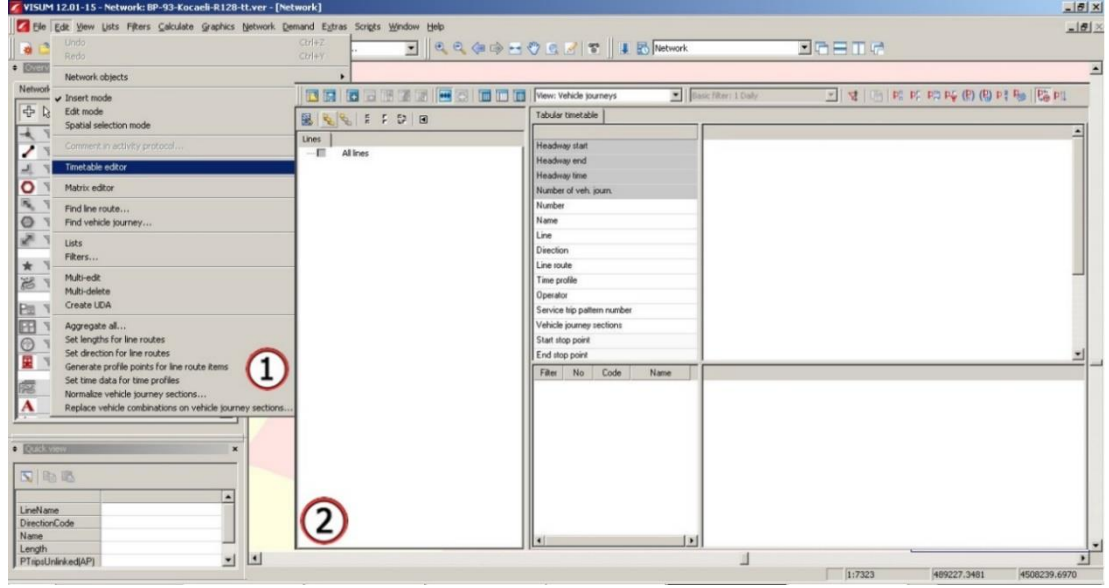 VISUM 12.01-15 - Network: BP-93-Kocaeli-R128-tt.ver - [Network]
File Edit View Lists Filters Calculate Graphics Network Demand Extras Scripts Window Help
Undo Ctrl+Z
Redo Ctrl+Y
Network objects
Insert mode
Edit mode
Spatial selection mode
Comment in activity protocol...
Timetable editor
Matrix editor
Find line route...
Find vehicle journey...
Lists
Filters...
Multi-edit
Multi-delete
Create UDA
Aggregate all...
Set lengths for line routes
Set direction for line routes
Generate profile points for line route items
Set time data for time profiles
Normalize vehicle journey sections...
Replace vehicle combinations on vehicle journey sections...
1
Network
View: Vehicle journeys
Basic filter: 1 Daily
Lines
All lines
2
Tabular timetable
Headway start
Headway end
Headway time
Number of veh. journ.
Number
Name
Line
Direction
Line route
Time profile
Operator
Service trip pattern number
Vehicle journey sections
Start stop point
End stop point
Filter No Code Name
Quick view
LineName
DirectionCode
Name
Length
PTripsUnlinked(AP)
1:7323 489227.3481 4508239.6970